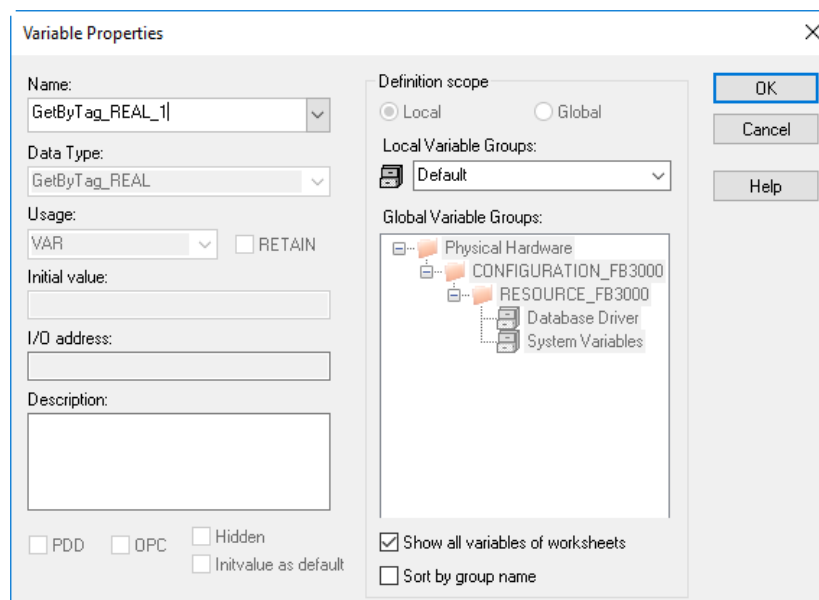 Variable Properties
Name:
GetByTag_REAL_1
Data Type:
GetByTag_REAL
Usage:
VAR
RETAIN
Initial value:
I/O address:
Description:
PDD
OPC
Hidden
Initvalue as default
Definition scope
Local
Global
Local Variable Groups:
Default
Global Variable Groups:
Physical Hardware
CONFIGURATION_FB3000
RESOURCE_FB3000
Database Driver
System Variables
Show all variables of worksheets
Sort by group name
OK
Cancel
Help